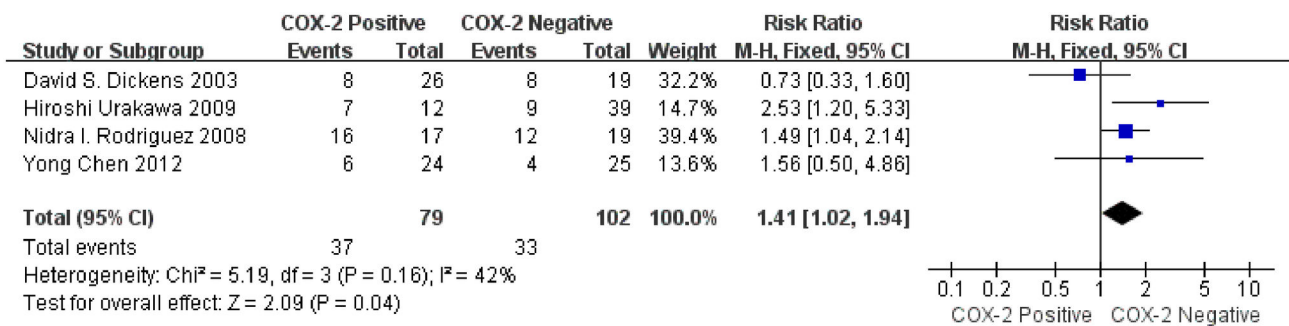 COX-2 Positive COX-2 Negative Risk Ratio Risk Ratio
Study or Subgroup Events Total Events Total Weight M-H, Fixed, 95% CI M-H, Fixed, 95% CI
David S. Dickens 2003 8 26 8 19 32.2% 0.73 [0.33, 1.60]
Hiroshi Urakawa 2009 7 12 9 39 14.7% 2.53 [1.20, 5.33]
Nidra I. Rodriguez 2008 16 17 12 19 39.4% 1.49 [1.04, 2.14]
Yong Chen 2012 6 24 4 25 13.6% 1.56 [0.50, 4.86]
Total (95% CI) 79 102 100.0% 1.41 [1.02, 1.94]
Total events 37 33
Heterogeneity: Chi² = 5.19, df = 3 (P = 0.16); I² = 42%
Test for overall effect: Z = 2.09 (P = 0.04)
0.1 0.2 0.5 1 2 5 10
COX-2 Positive COX-2 Negative